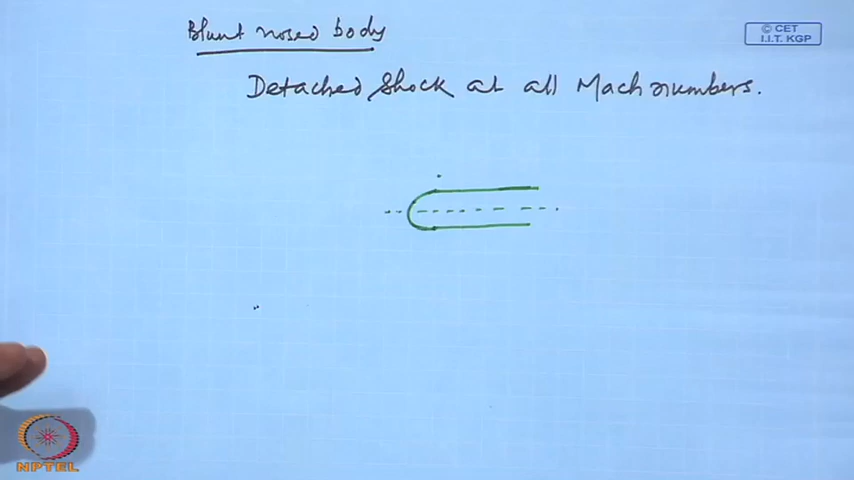 Blunt nosed body
© CET
I.I.T. KGP
Detached Shock at all Mach numbers.
NPTEL